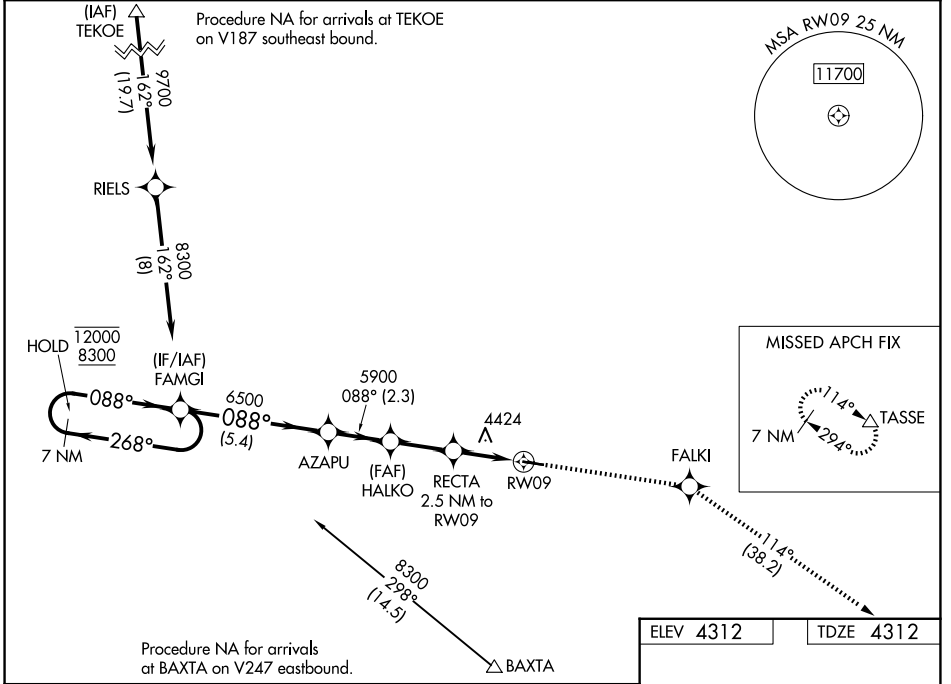 (IAF)
TEKOE
Procedure NA for arrivals at TEKOE
on V187 southeast bound.
MSA RW09 25 NM
11700
9700
162°
(19.7)
RIELS
8300
162°
(8)
HOLD
12000
8300
(IF/IAF)
FAMGI
088°
268°
7 NM
6500
088°
(5.4)
5900
088° (2.3)
4424
AZAPU
(FAF)
HALKO
RECTA
2.5 NM to
RW09
RW09
FALKI
114°
(38.2)
MISSED APCH FIX
114°
294°
7 NM
TASSE
8300
298°
(14.5)
BAXTA
Procedure NA for arrivals
at BAXTA on V247 eastbound.
ELEV 4312
TDZE 4312